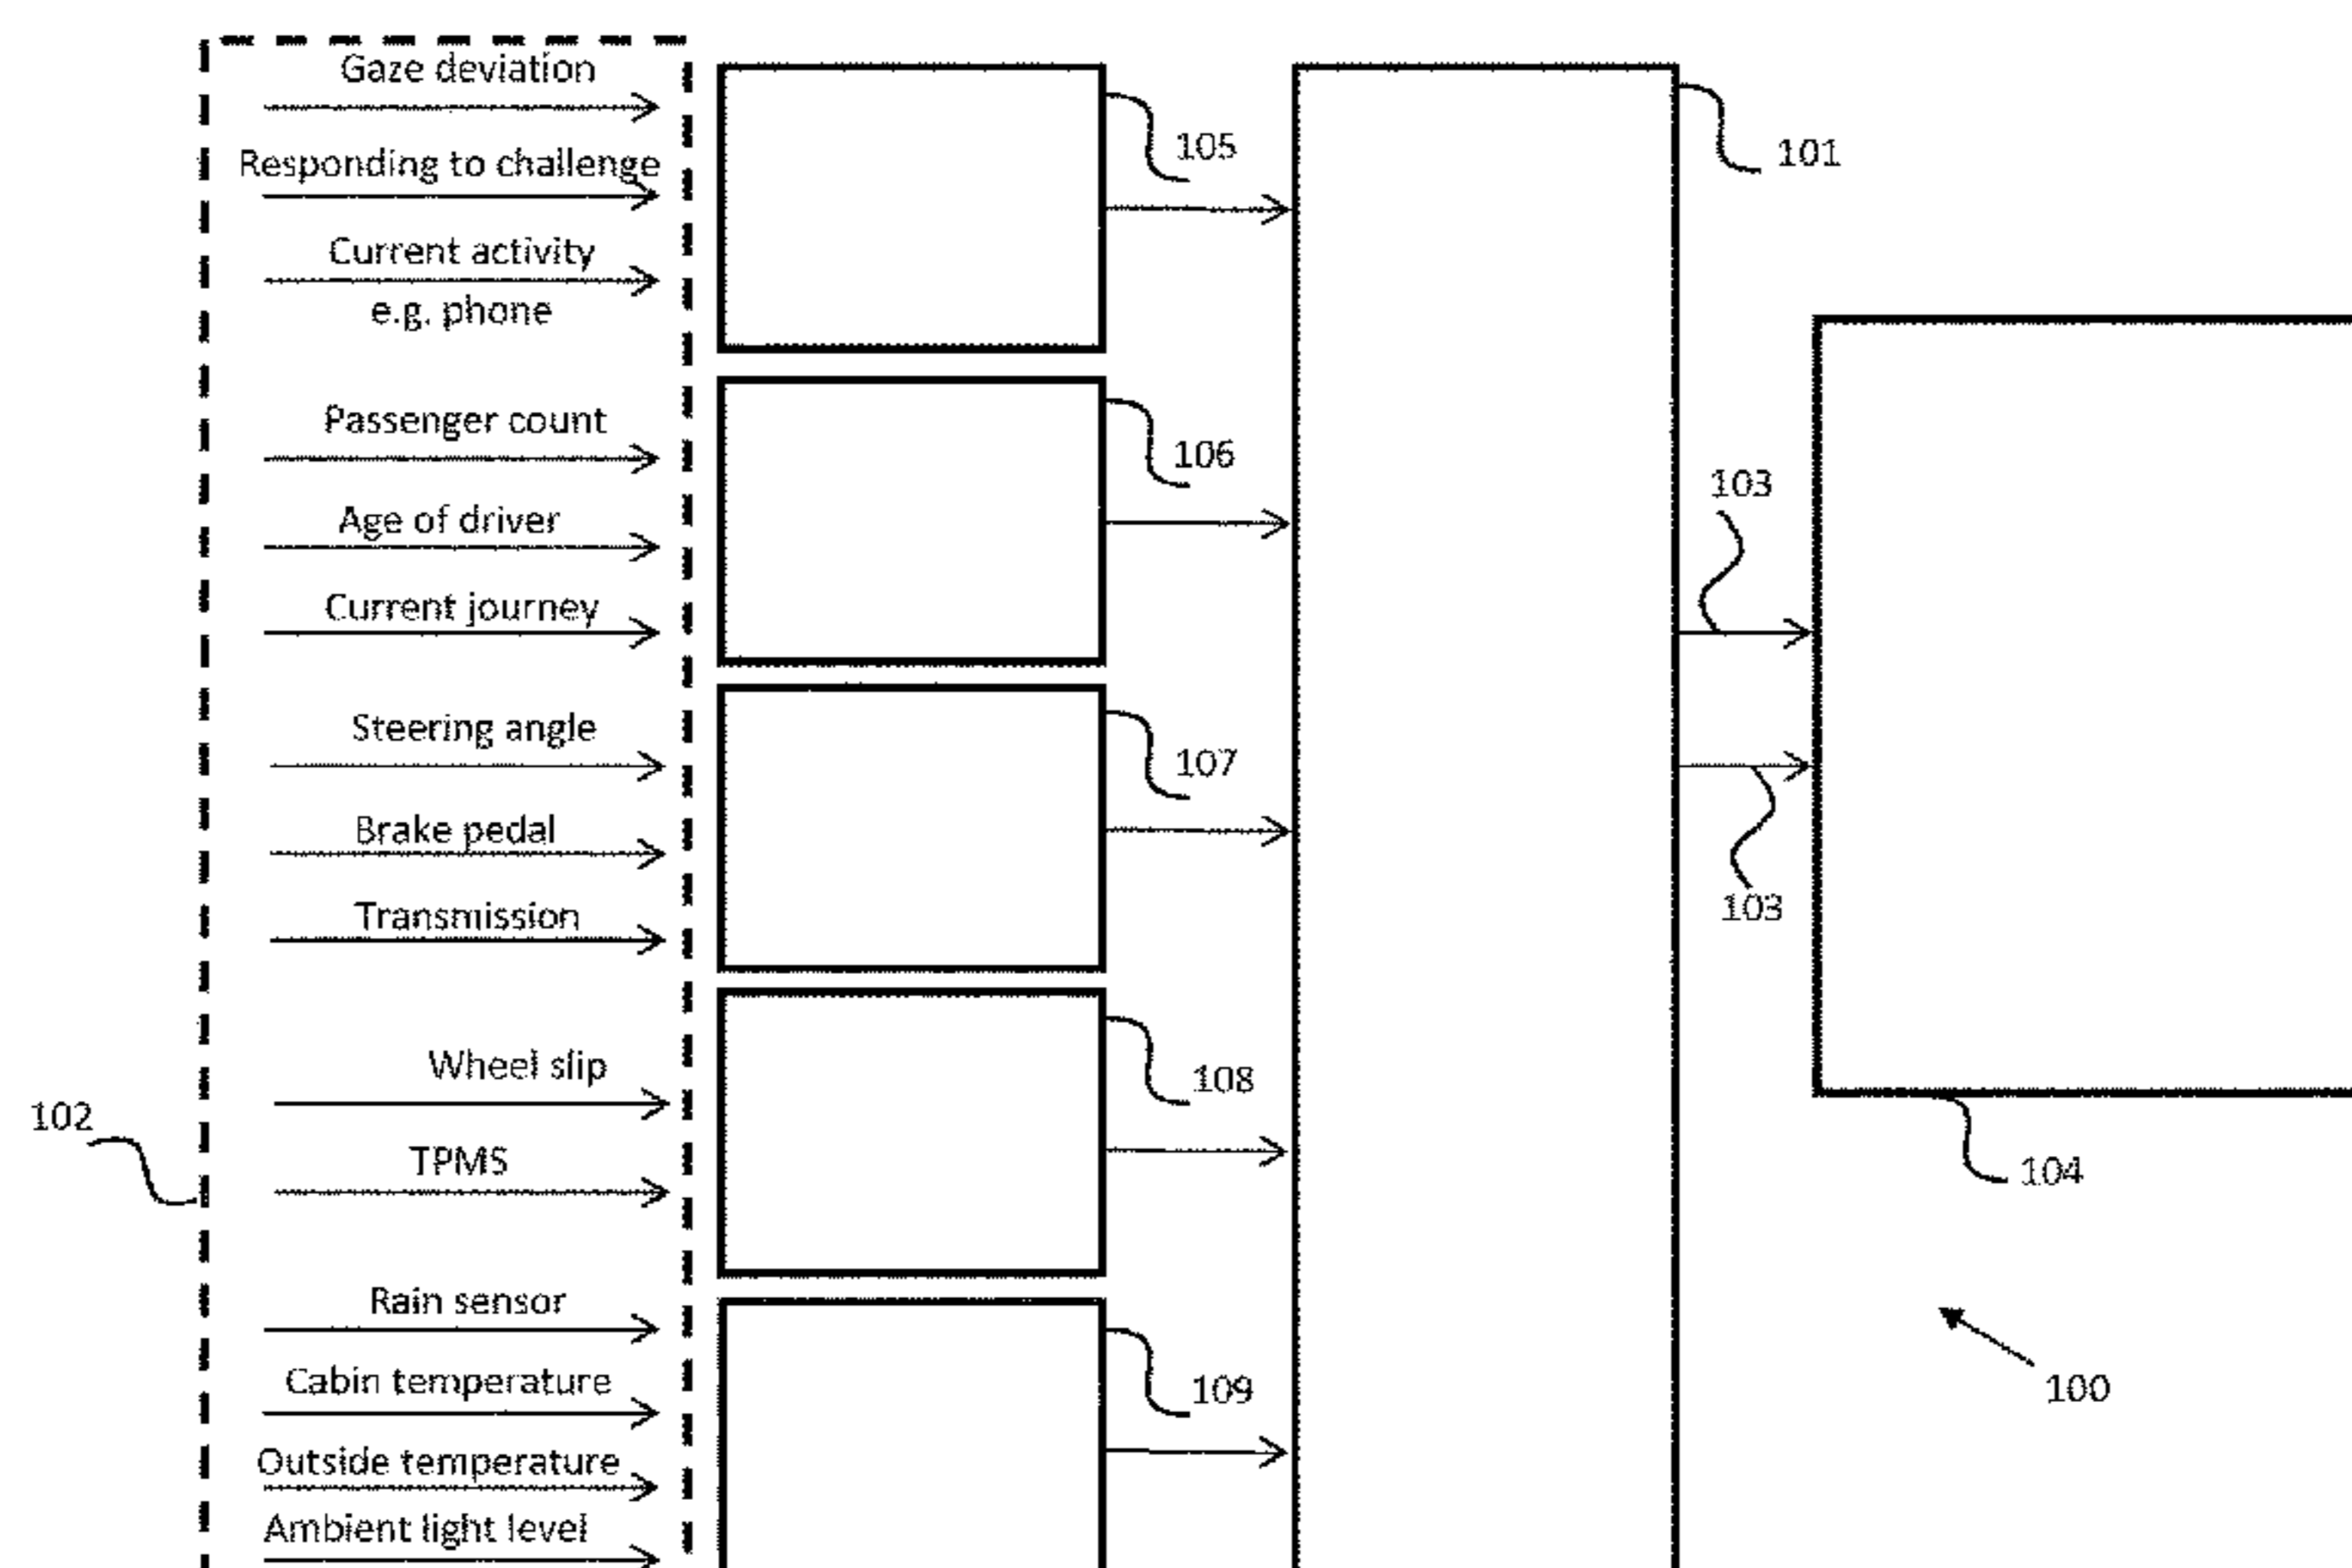 Gaze deviation
Responding to challenge
Current activity
e.g. phone
Passenger count
Age of driver
Current journey
Steering angle
Brake pedal
Transmission
Wheel slip
TPMS
Rain sensor
Cabin temperature
Outside temperature
Ambient light level
102
105
106
107
108
109
101
103
103
104
100